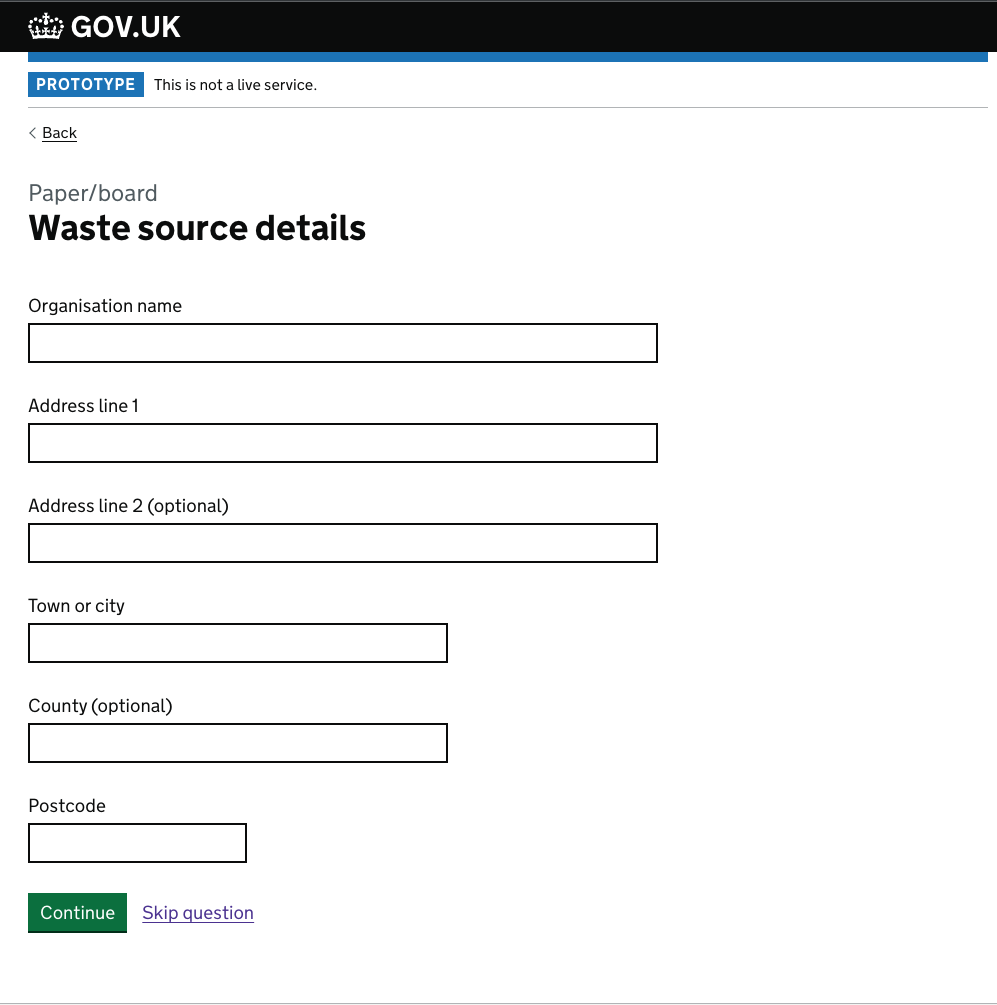 GOV.UK
PROTOTYPE This is not a live service.
Back
Paper/board
Waste source details
Organisation name
Address line 1
Address line 2 (optional)
Town or city
County (optional)
Postcode
Continue Skip question